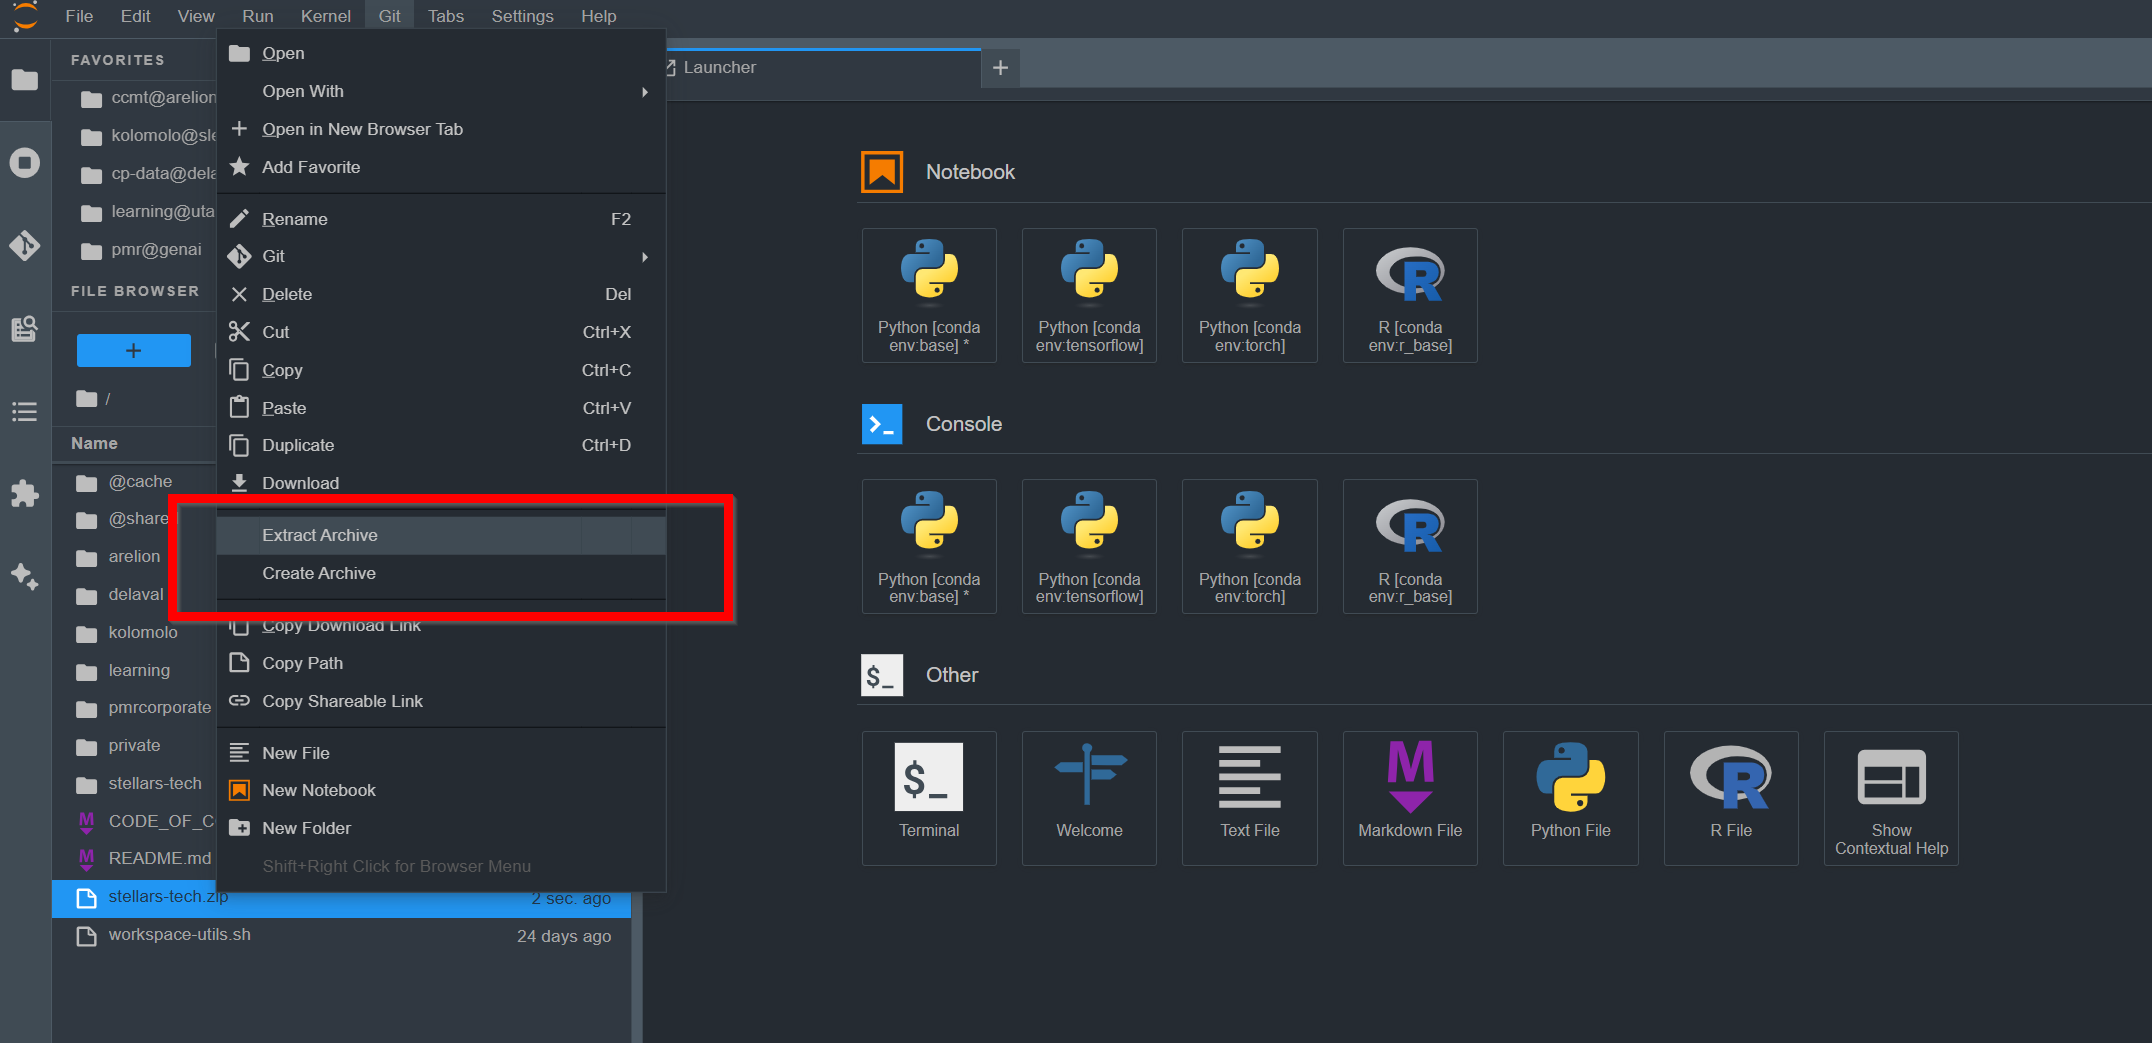 File Edit View Run Kernel Git Tabs Settings Help
FAVORITES
ccmt@arelion
kolomolo@sle
cp-data@dela
learning@uta
pmr@genai
FILE BROWSER
+
/
Name
@cache
@share
arelion
delaval
kolomolo
learning
pmrcorporate
private
stellars-tech
CODE_OF_C
README.md
stellars-tech.zip 2 sec. ago
workspace-utils.sh 24 days ago
Open
Open With
Open in New Browser Tab
Add Favorite
Rename F2
Git
Delete Del
Cut Ctrl+X
Copy Ctrl+C
Paste Ctrl+V
Duplicate Ctrl+D
Download
Extract Archive
Create Archive
Copy Download Link
Copy Path
Copy Shareable Link
New File
New Notebook
New Folder
Shift+Right Click for Browser Menu
Launcher +
Notebook
Python [conda env:base] *
Python [conda env:tensorflow]
Python [conda env:torch]
R [conda env:r_base]
Console
Python [conda env:base] *
Python [conda env:tensorflow]
Python [conda env:torch]
R [conda env:r_base]
$_ Other
$_
Terminal
Welcome
Text File
Markdown File
Python File
R File
Show Contextual Help